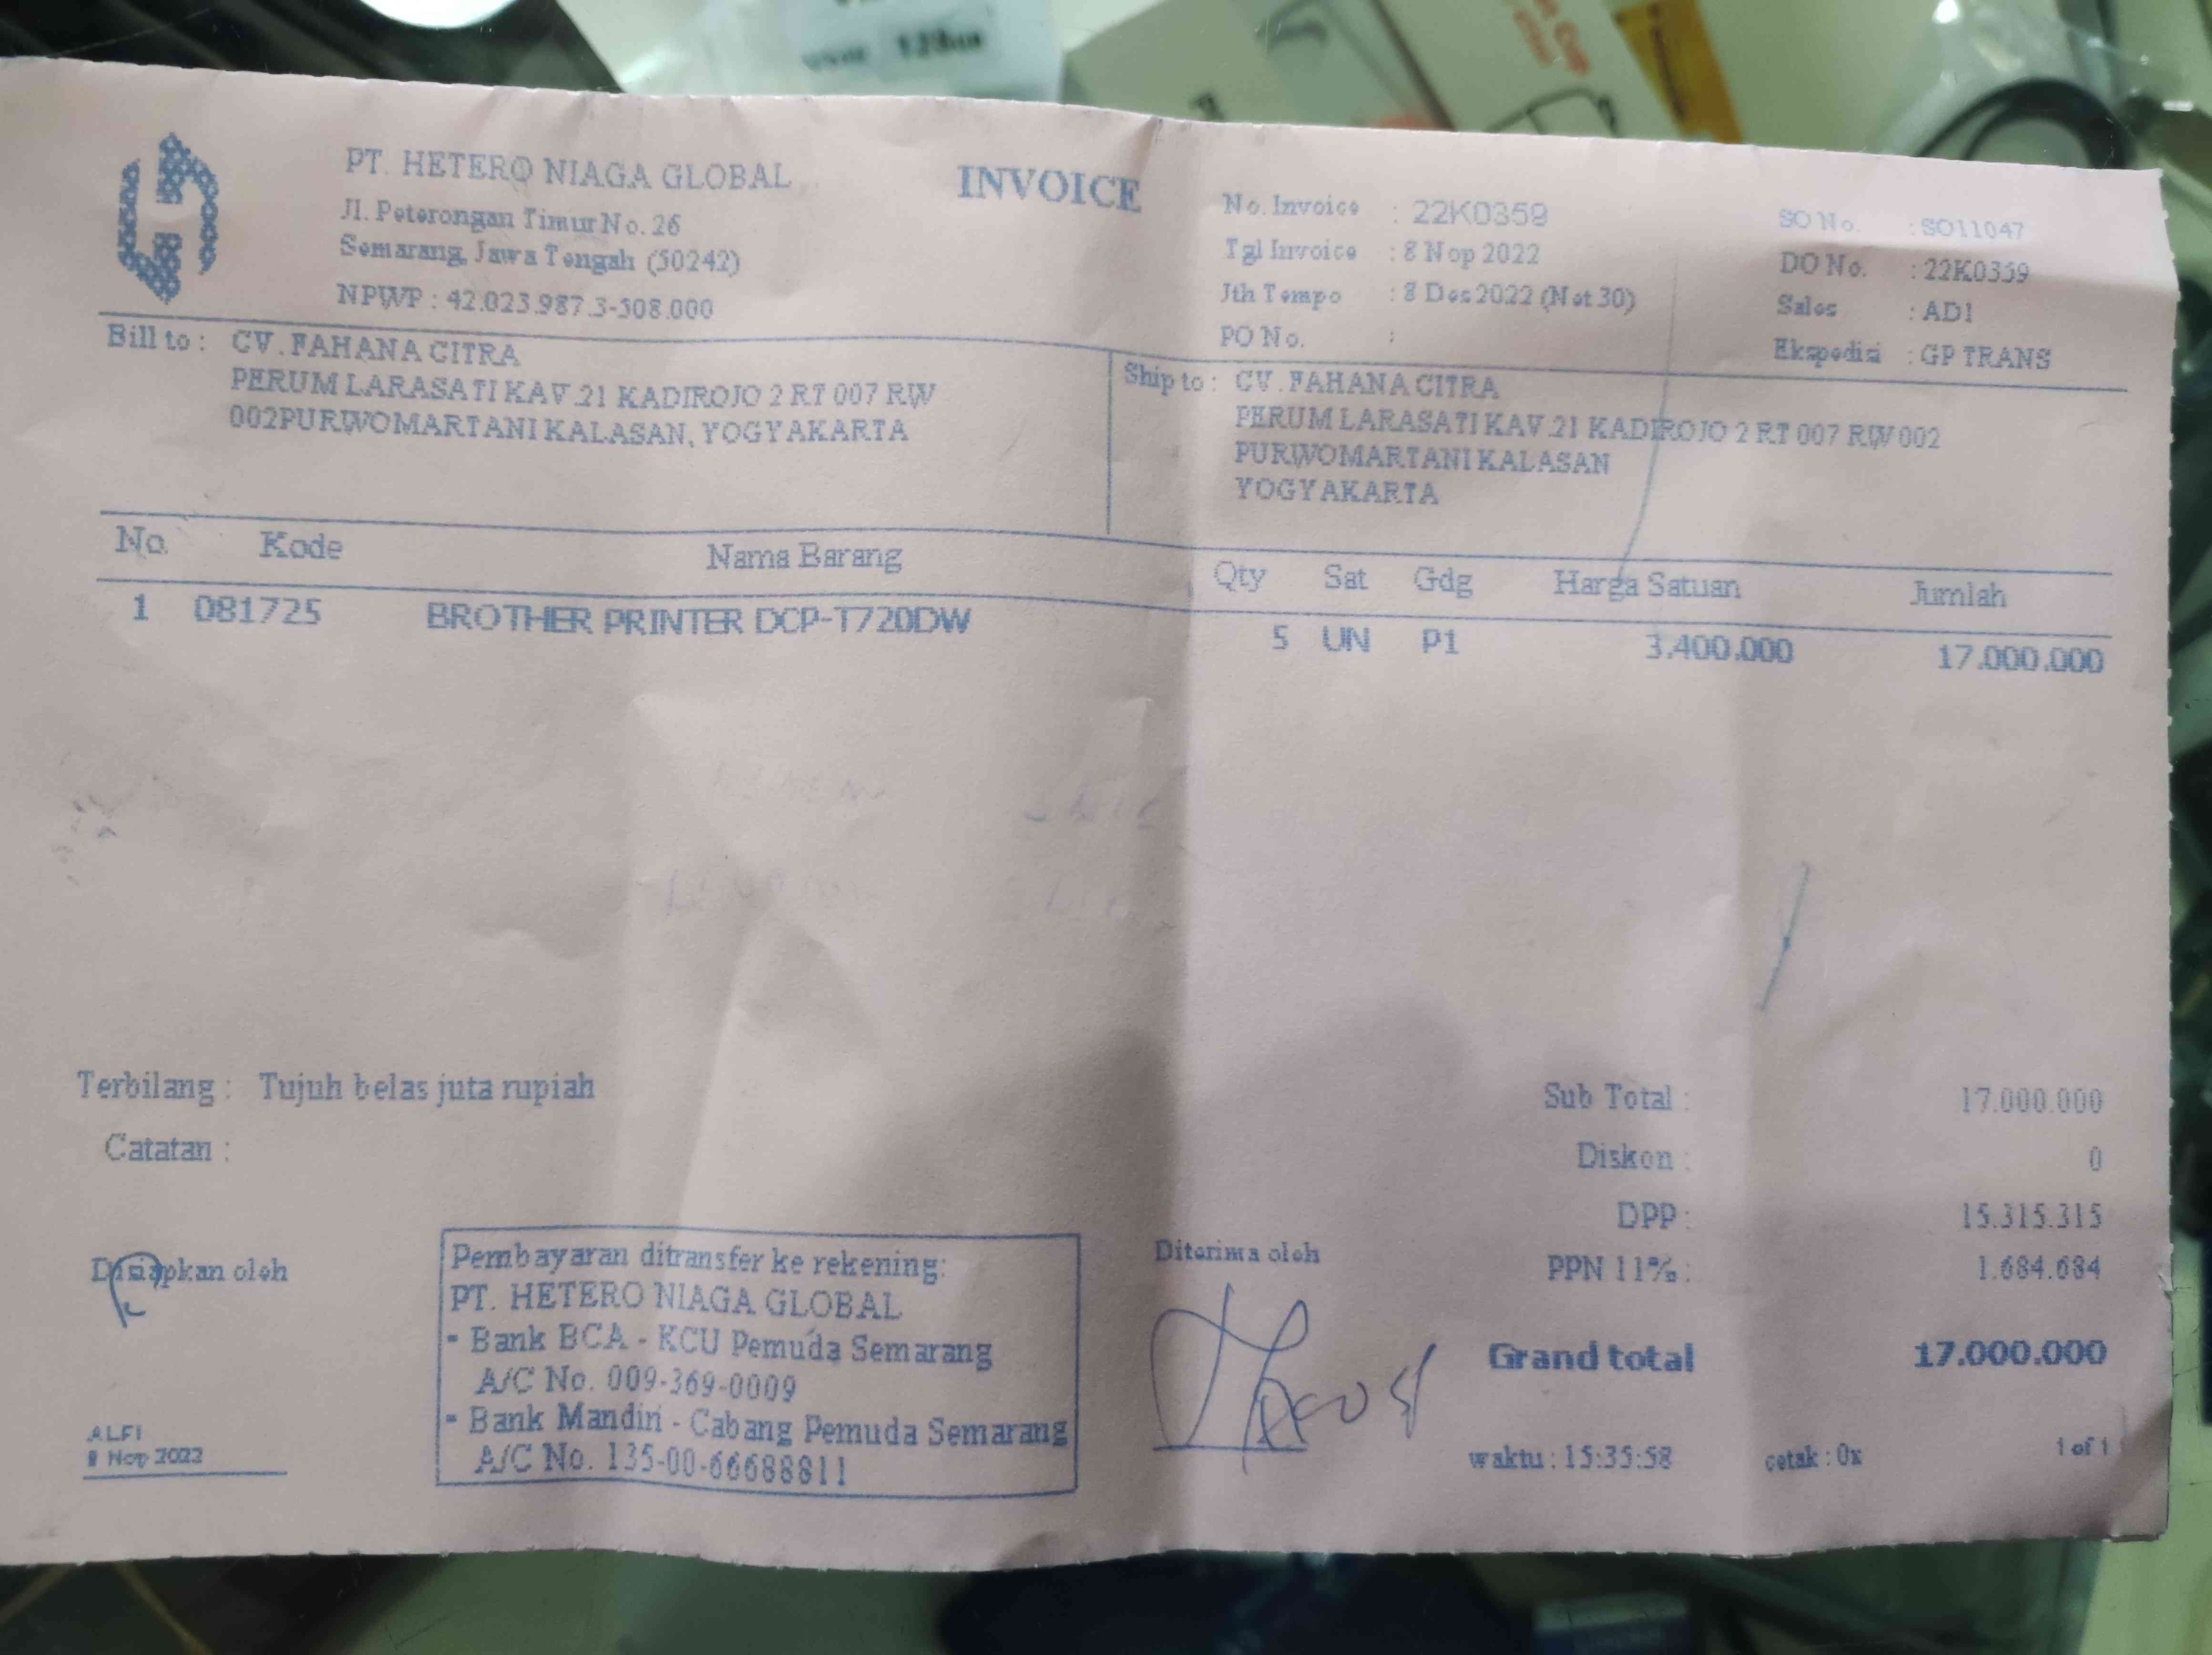 128GB
PT. HETERO NIAGA GLOBAL
Jl. Peterongan Timur No. 26
Semarang, Jawa Tengah (50242)
NPWP : 42.023.987.3-508.000
INVOICE
No. Invoice : 22K0359
Tgl Invoice : 8 Nop 2022
Jth Tempo : 8 Des 2022 (Net 30)
PO No. :
SO No. : SO11047
DO No. : 22K0359
Sales : ADI
Ekspedisi : GP TRANS
Bill to : CV. FAHANA CITRA
PERUM LARASATI KAV.21 KADIROJO 2 RT 007 RW
002PURWOMARTANI KALASAN, YOGYAKARTA
Ship to : CV. FAHANA CITRA
PERUM LARASATI KAV.21 KADIROJO 2 RT 007 RW 002
PURWOMARTANI KALASAN
YOGYAKARTA
No Kode Nama Barang Qty Sat Gdg Harga Satuan Jumlah
1 081725 BROTHER PRINTER DCP-T720DW 5 UN P1 3.400.000 17.000.000
Terbilang : Tujuh belas juta rupiah
Catatan :
Sub Total : 17.000.000
Diskon : 0
DPP : 15.315.315
PPN 11% : 1.684.684
Grand total 17.000.000
Disiapkan oleh
ALFI
8 Nop 2022
Pembayaran ditransfer ke rekening:
PT. HETERO NIAGA GLOBAL
- Bank BCA - KCU Pemuda Semarang
A/C No. 009-369-0009
- Bank Mandiri - Cabang Pemuda Semarang
A/C No. 135-00-66688811
Diterima oleh
waktu : 15:35:58 cetak : 0x 1 of 1